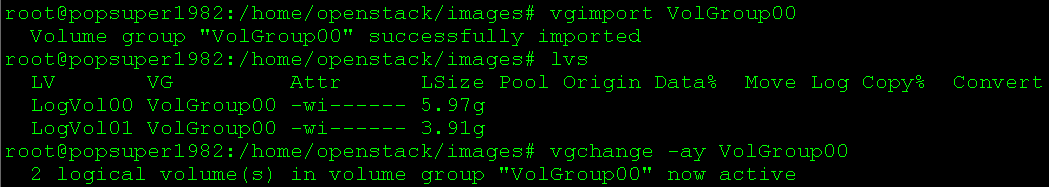 root@popsuper1982:/home/openstack/images# vgimport VolGroup00
  Volume group "VolGroup00" successfully imported
root@popsuper1982:/home/openstack/images# lvs
  LV       VG         Attr      LSize Pool Origin Data%  Move Log Copy%  Convert
  LogVol00 VolGroup00 -wi------ 5.97g
  LogVol01 VolGroup00 -wi------ 3.91g
root@popsuper1982:/home/openstack/images# vgchange -ay VolGroup00
  2 logical volume(s) in volume group "VolGroup00" now active